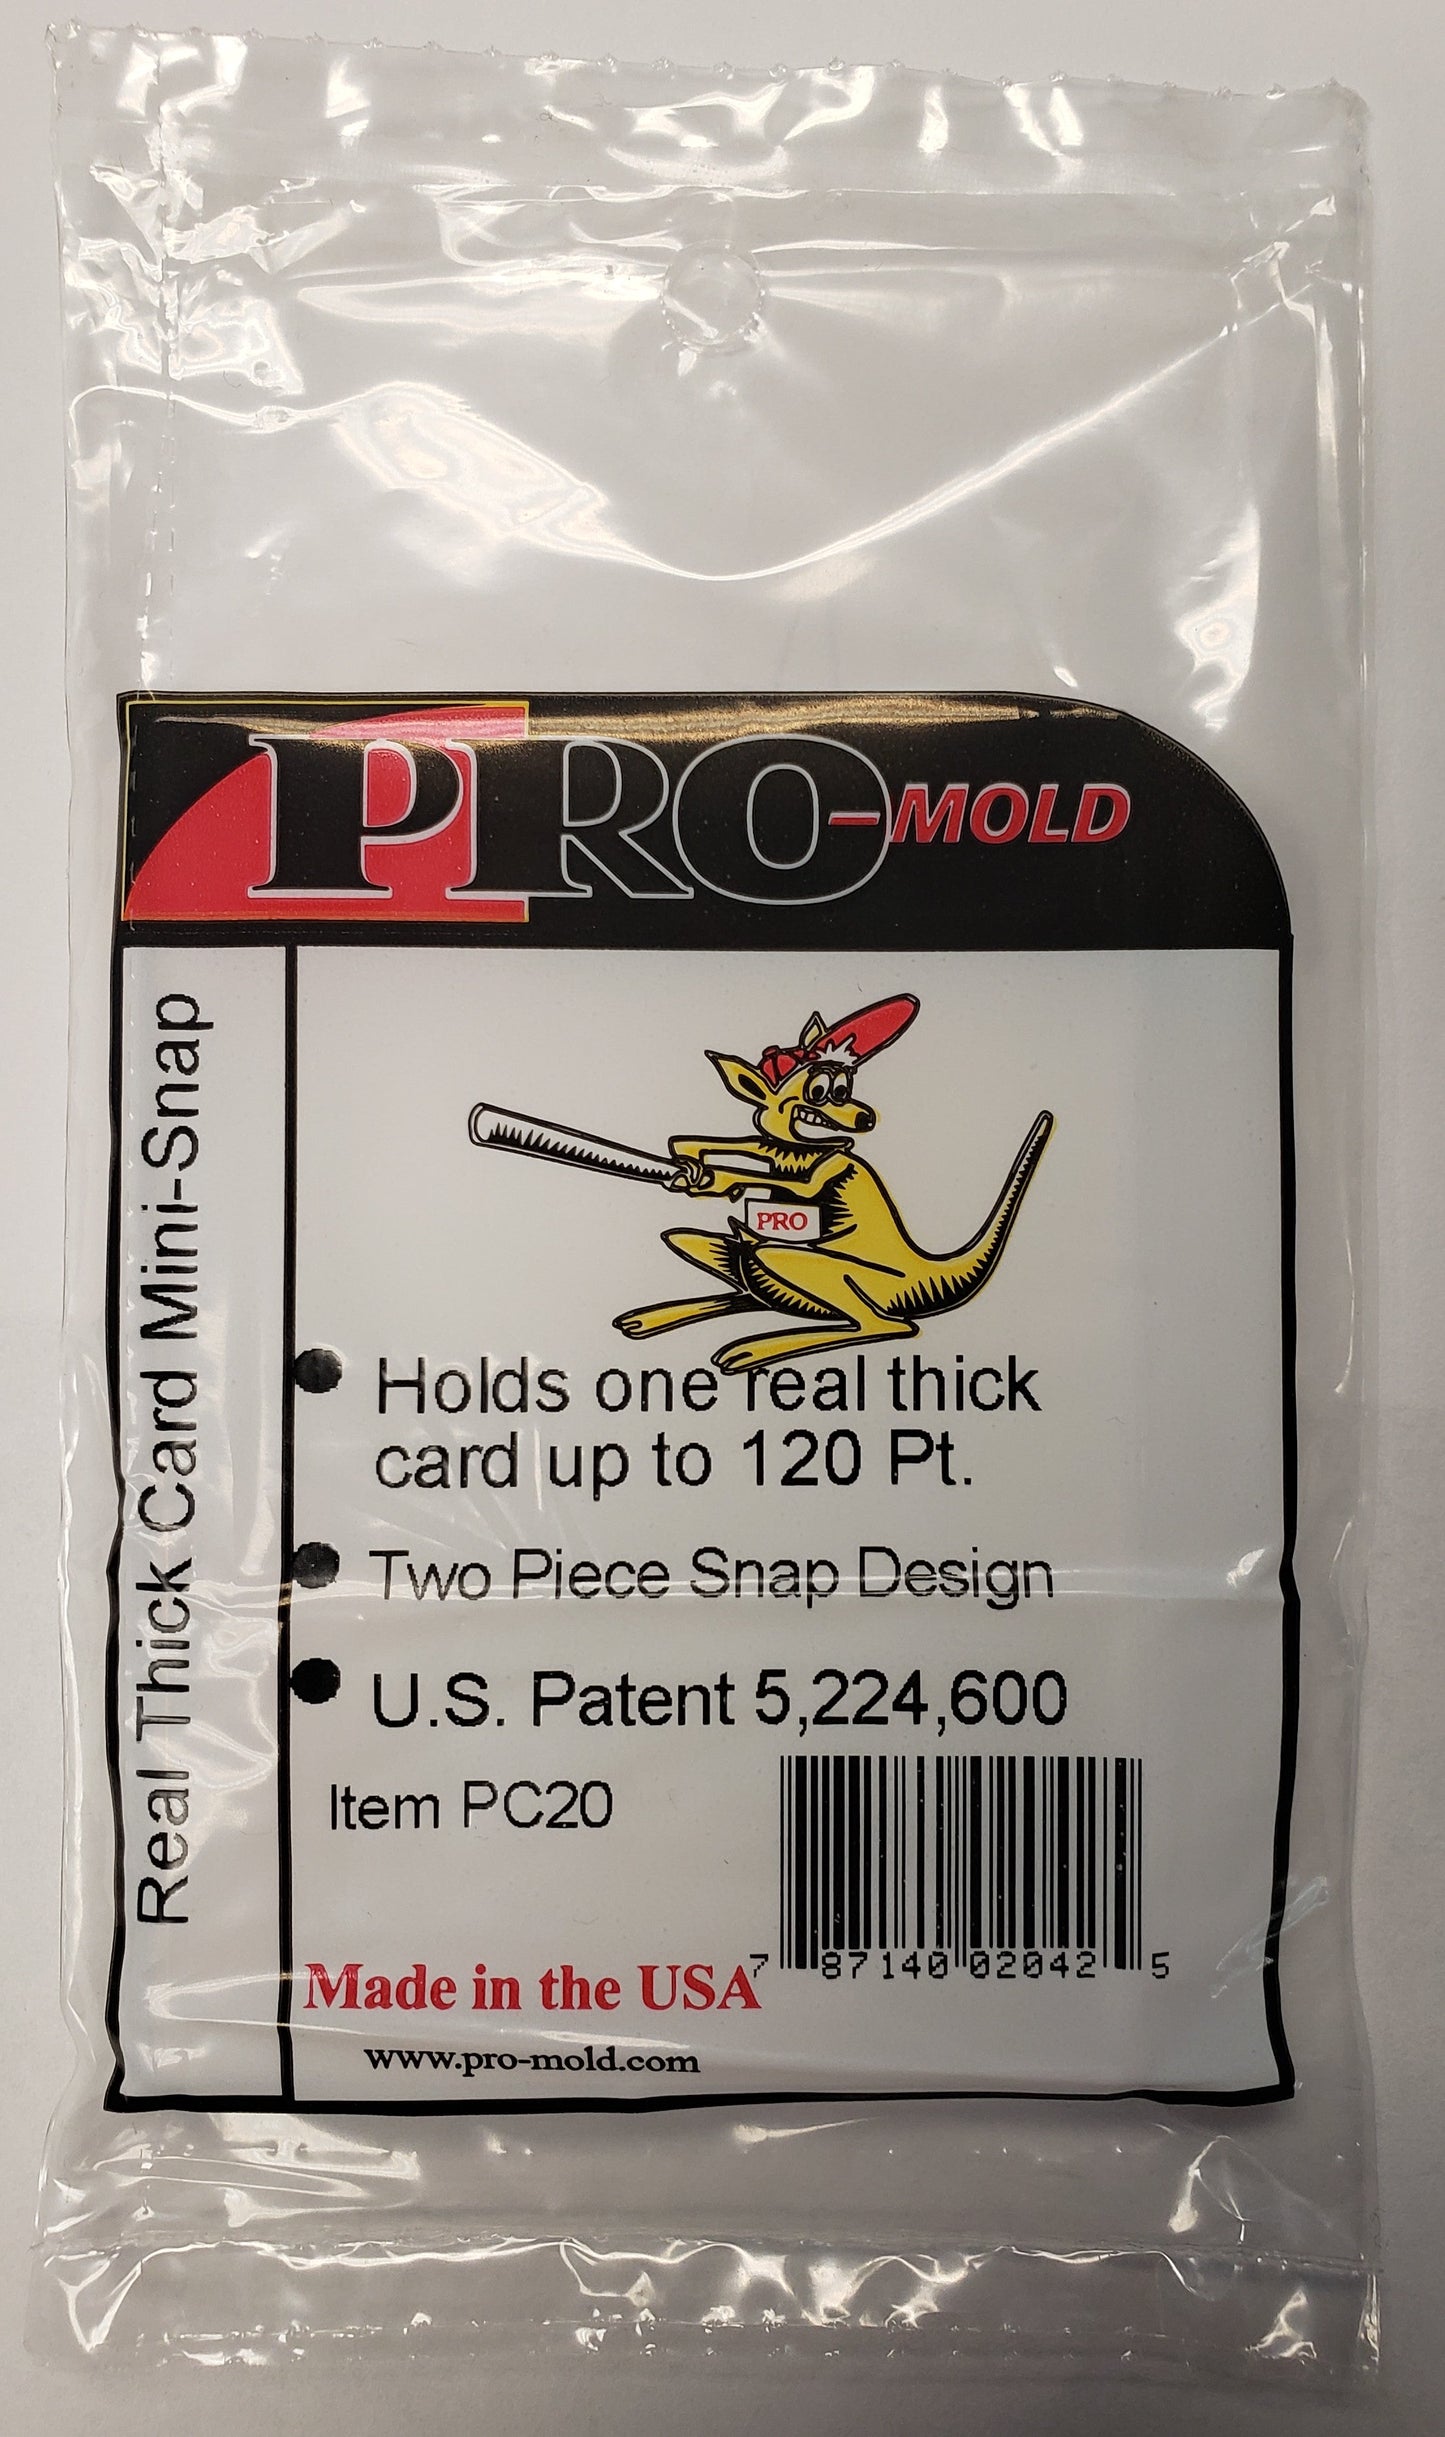 PRO-MOLD
Real Thick Card Mini-Snap
PRO
Holds one real thick
card up to 120 Pt.
Two Piece Snap Design
U.S. Patent 5,224,600
Item PC20
7 87140 02042 5
Made in the USA
www.pro-mold.com